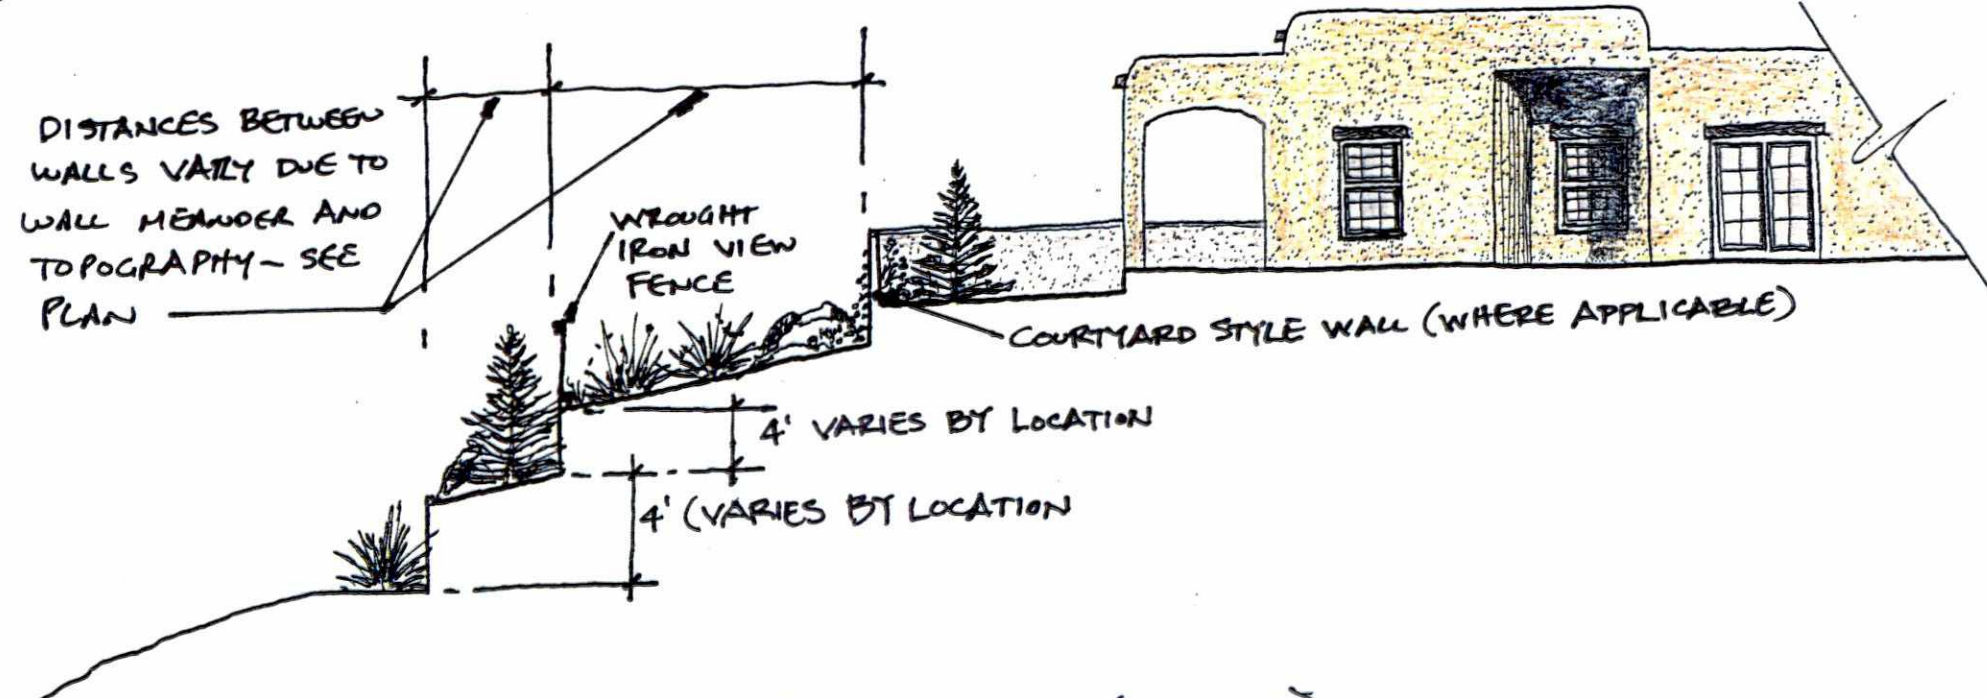 DISTANCES BETWEEN
WALLS VARY DUE TO
WALL MEANDER AND
TOPOGRAPHY - SEE
PLAN
WROUGHT
IRON VIEW
FENCE
COURTYARD STYLE WALL (WHERE APPLICABLE)
4' VARIES BY LOCATION
4' (VARIES BY LOCATION